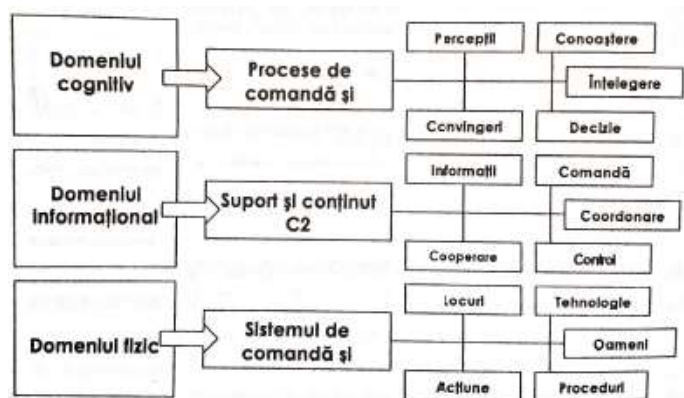 Domeniul
cognitiv
Procese de
comandă și
Percepții
Conoaștere
Înțelegere
Convingeri
Decizie
Domeniul
informațional
Suport și conținut
C2
Informații
Comandă
Coordonare
Cooperare
Control
Domeniul fizic
Sistemul de
comandă și
Locuri
Tehnologie
Oameni
Acțiune
Proceduri